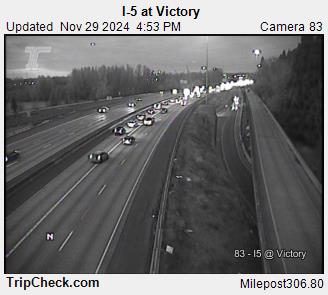 I-5 at Victory
Updated Nov 29 2024 4:53 PM Camera 83
N
83 - I5 @ Victory
TripCheck.com Milepost306.80